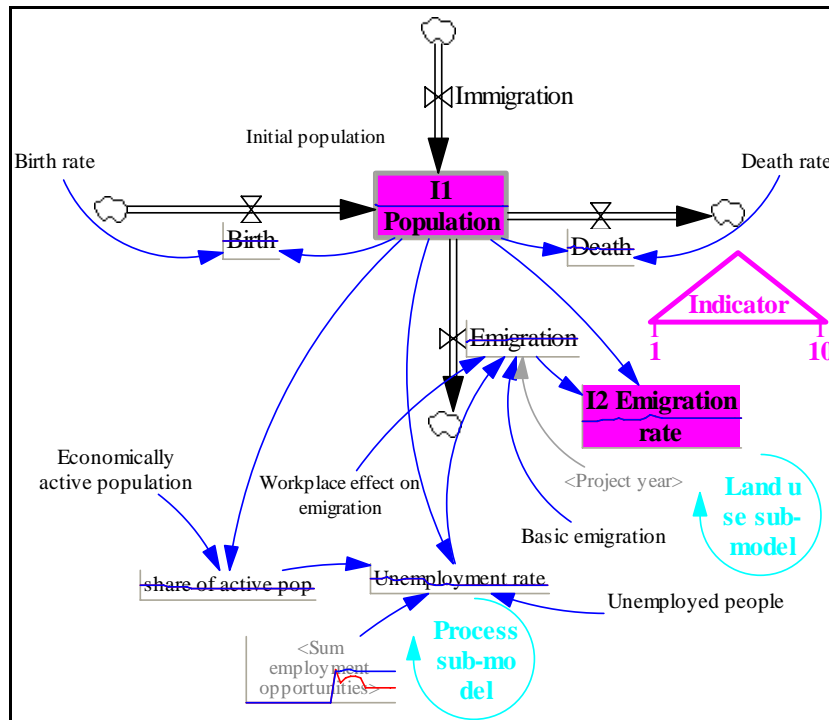 Immigration
Initial population
Birth rate
Death rate
I1
Population
Birth
Death
Indicator
1
10
Emigration
I2 Emigration
rate
Economically
active population
Workplace effect on
emigration
<Project year>
Land u
se sub-
model
Basic emigration
share of active pop
Unemployment rate
Unemployed people
<Sum
employment
opportunities>
Process
sub-mo
del